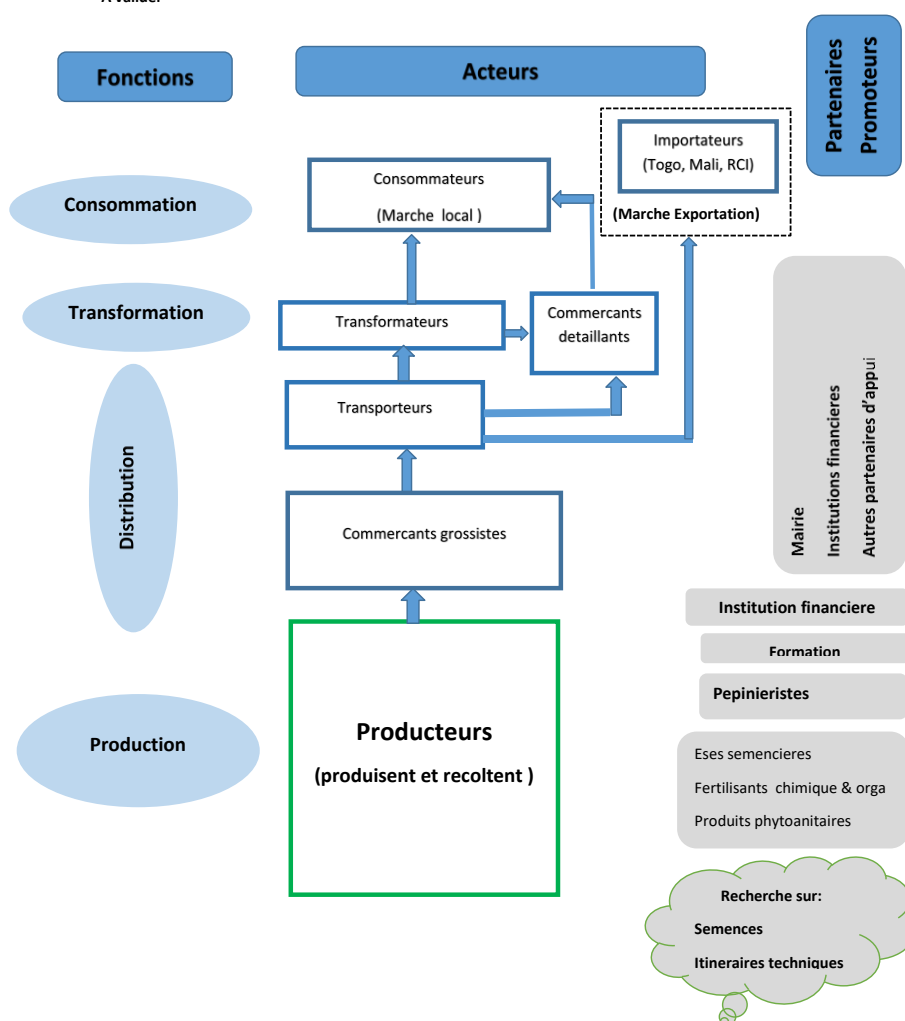 A valider
Fonctions
Acteurs
Partenaires
Promoteurs
Importateurs
(Togo, Mali, RCI)
(Marche Exportation)
Consommateurs
(Marche local )
Consommation
Transformation
Transformateurs
Commercants
detaillants
Transporteurs
Distribution
Commercants grossistes
Mairie
Institutions financieres
Autres partenaires d’appui
Institution financiere
Formation
Pepinieristes
Production
Producteurs
(produisent et recoltent )
Eses semencieres
Fertilisants chimique & orga
Produits phytoanitaires
Recherche sur:
Semences
Itineraires techniques